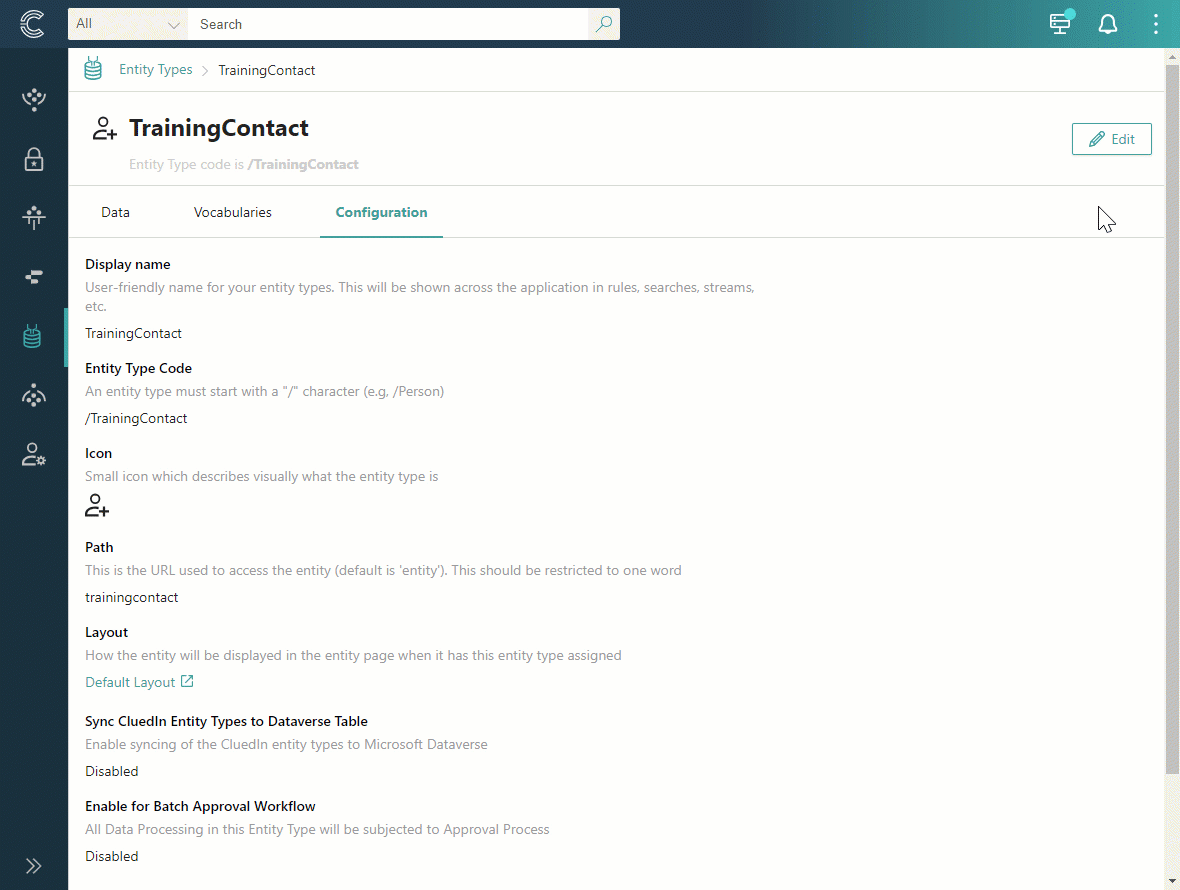 All
Search
Entity Types > TrainingContact
TrainingContact
Entity Type code is /TrainingContact
Edit
Data Vocabularies Configuration
Display name
User-friendly name for your entity types. This will be shown across the application in rules, searches, streams,
etc.
TrainingContact
Entity Type Code
An entity type must start with a "/" character (e.g, /Person)
/TrainingContact
Icon
Small icon which describes visually what the entity type is
Path
This is the URL used to access the entity (default is 'entity'). This should be restricted to one word
trainingcontact
Layout
How the entity will be displayed in the entity page when it has this entity type assigned
Default Layout
Sync CluedIn Entity Types to Dataverse Table
Enable syncing of the CluedIn entity types to Microsoft Dataverse
Disabled
Enable for Batch Approval Workflow
All Data Processing in this Entity Type will be subjected to Approval Process
Disabled